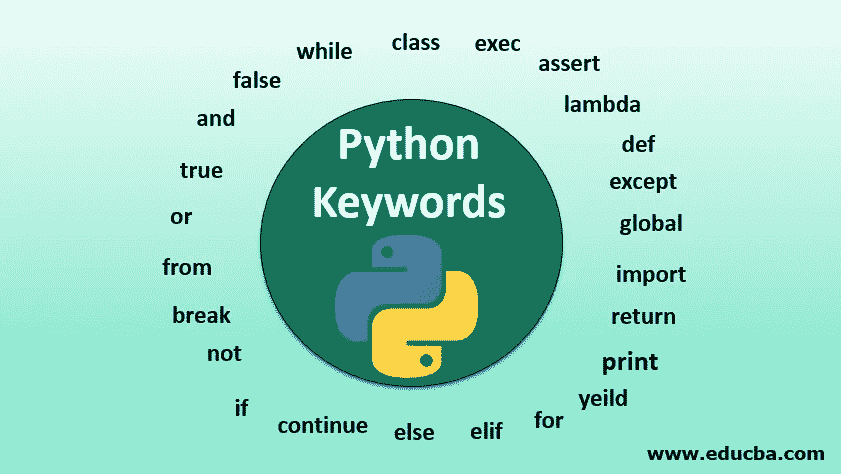 Python
Keywords
while
class
exec
assert
lambda
def
except
global
import
return
print
yeild
for
elif
else
continue
if
not
break
from
or
true
and
false
www.educba.com